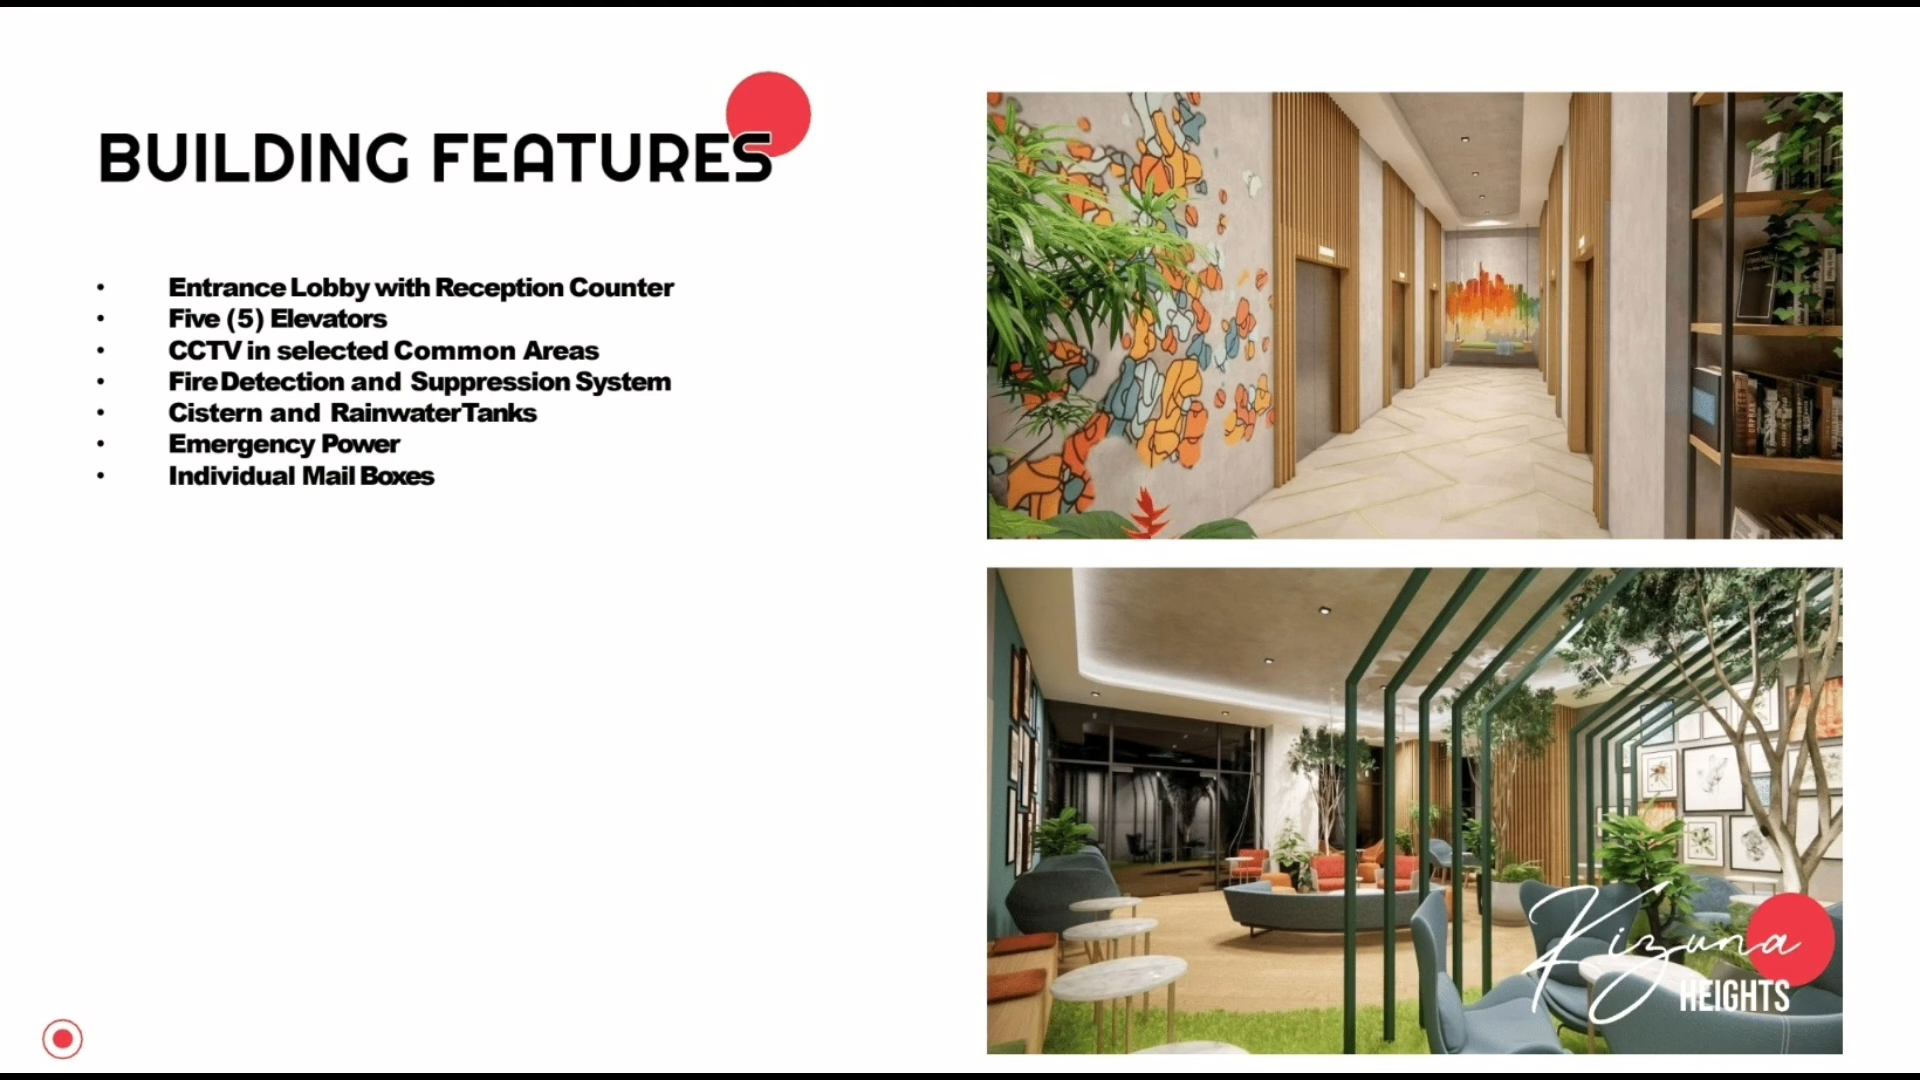 BUILDING FEATURES
• Entrance Lobby with Reception Counter
• Five (5) Elevators
• CCTV in selected Common Areas
• Fire Detection and Suppression System
• Cistern and Rainwater Tanks
• Emergency Power
• Individual Mail Boxes
Kizuna
HEIGHTS